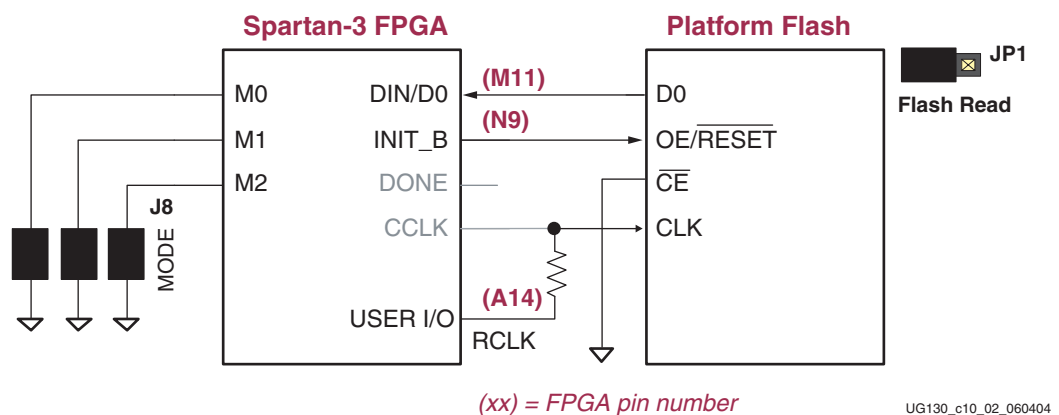 Spartan-3 FPGA
Platform Flash
JP1
Flash Read
M0
DIN/D0
(M11)
D0
M1
INIT_B
(N9)
OE/RESET
M2
DONE
CE
J8
MODE
CCLK
CLK
(A14)
USER I/O
RCLK
(xx) = FPGA pin number
UG130_c10_02_060404